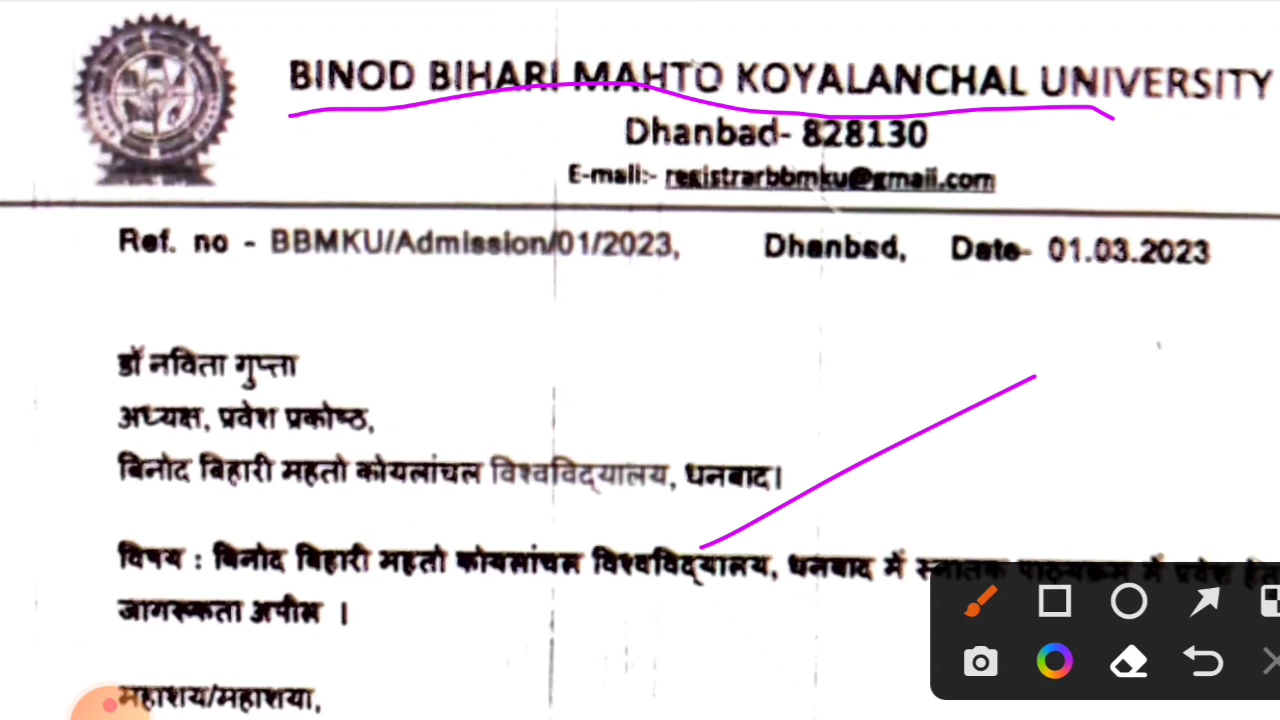 BINOD BIHARI MAHTO KOYALANCHAL UNIVERSITY
Dhanbad- 828130
E-mail:- registrarbbmku@gmail.com
Ref. no - BBMKU/Admission/01/2023, Dhanbad, Date- 01.03.2023
डॉ नविता गुप्ता
अध्यक्ष, प्रवेश प्रकोष्ठ,
बिनोद बिहारी महतो कोयलांचल विश्वविद्यालय, धनबाद।
विषय : बिनोद बिहारी महतो कोयलांचल विश्वविद्यालय, धनबाद में स्नातक पाठ्यक्रम में प्रवेश हेतु
जागरूकता अपील ।
महाशय/महाशया,